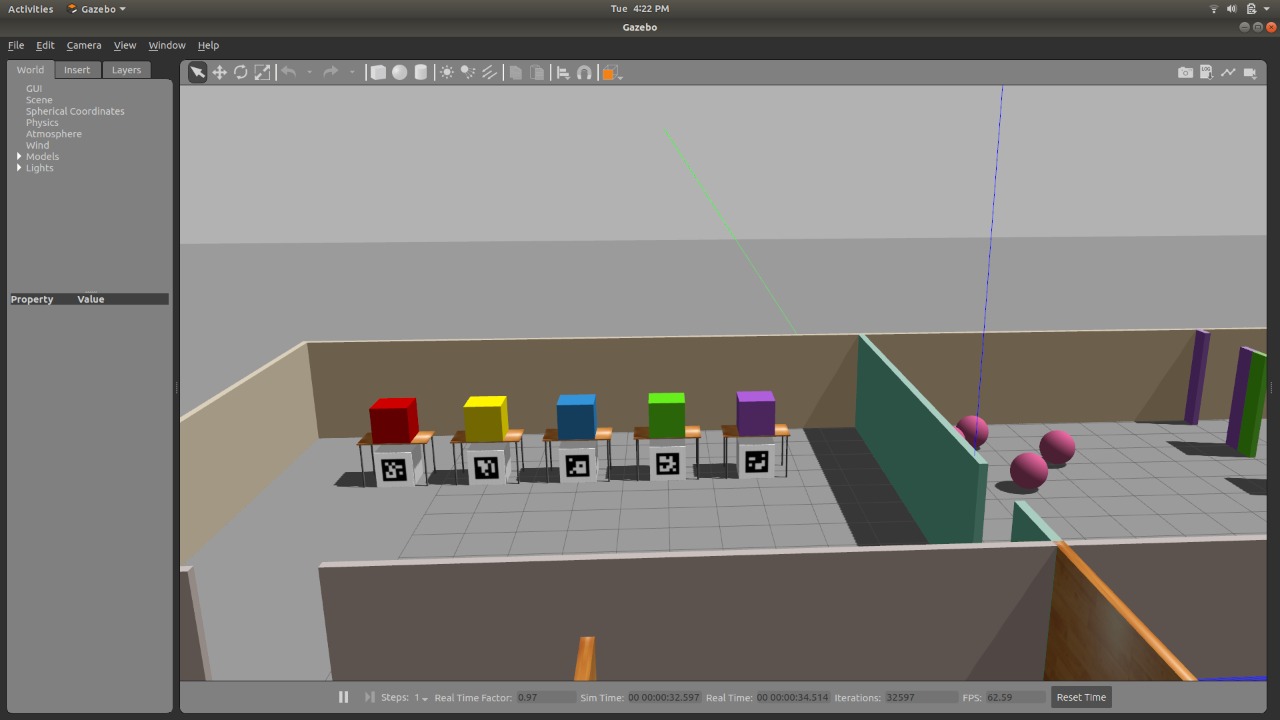 Activities Gazebo Tue 4:22 PM
Gazebo
File Edit Camera View Window Help
World Insert Layers
GUI
Scene
Spherical Coordinates
Physics
Atmosphere
Wind
Models
Lights
Property Value
Steps: 1 Real Time Factor: 0.97 Sim Time: 00 00:00:32.597 Real Time: 00 00:00:34.514 Iterations: 32597 FPS: 62.59 Reset Time